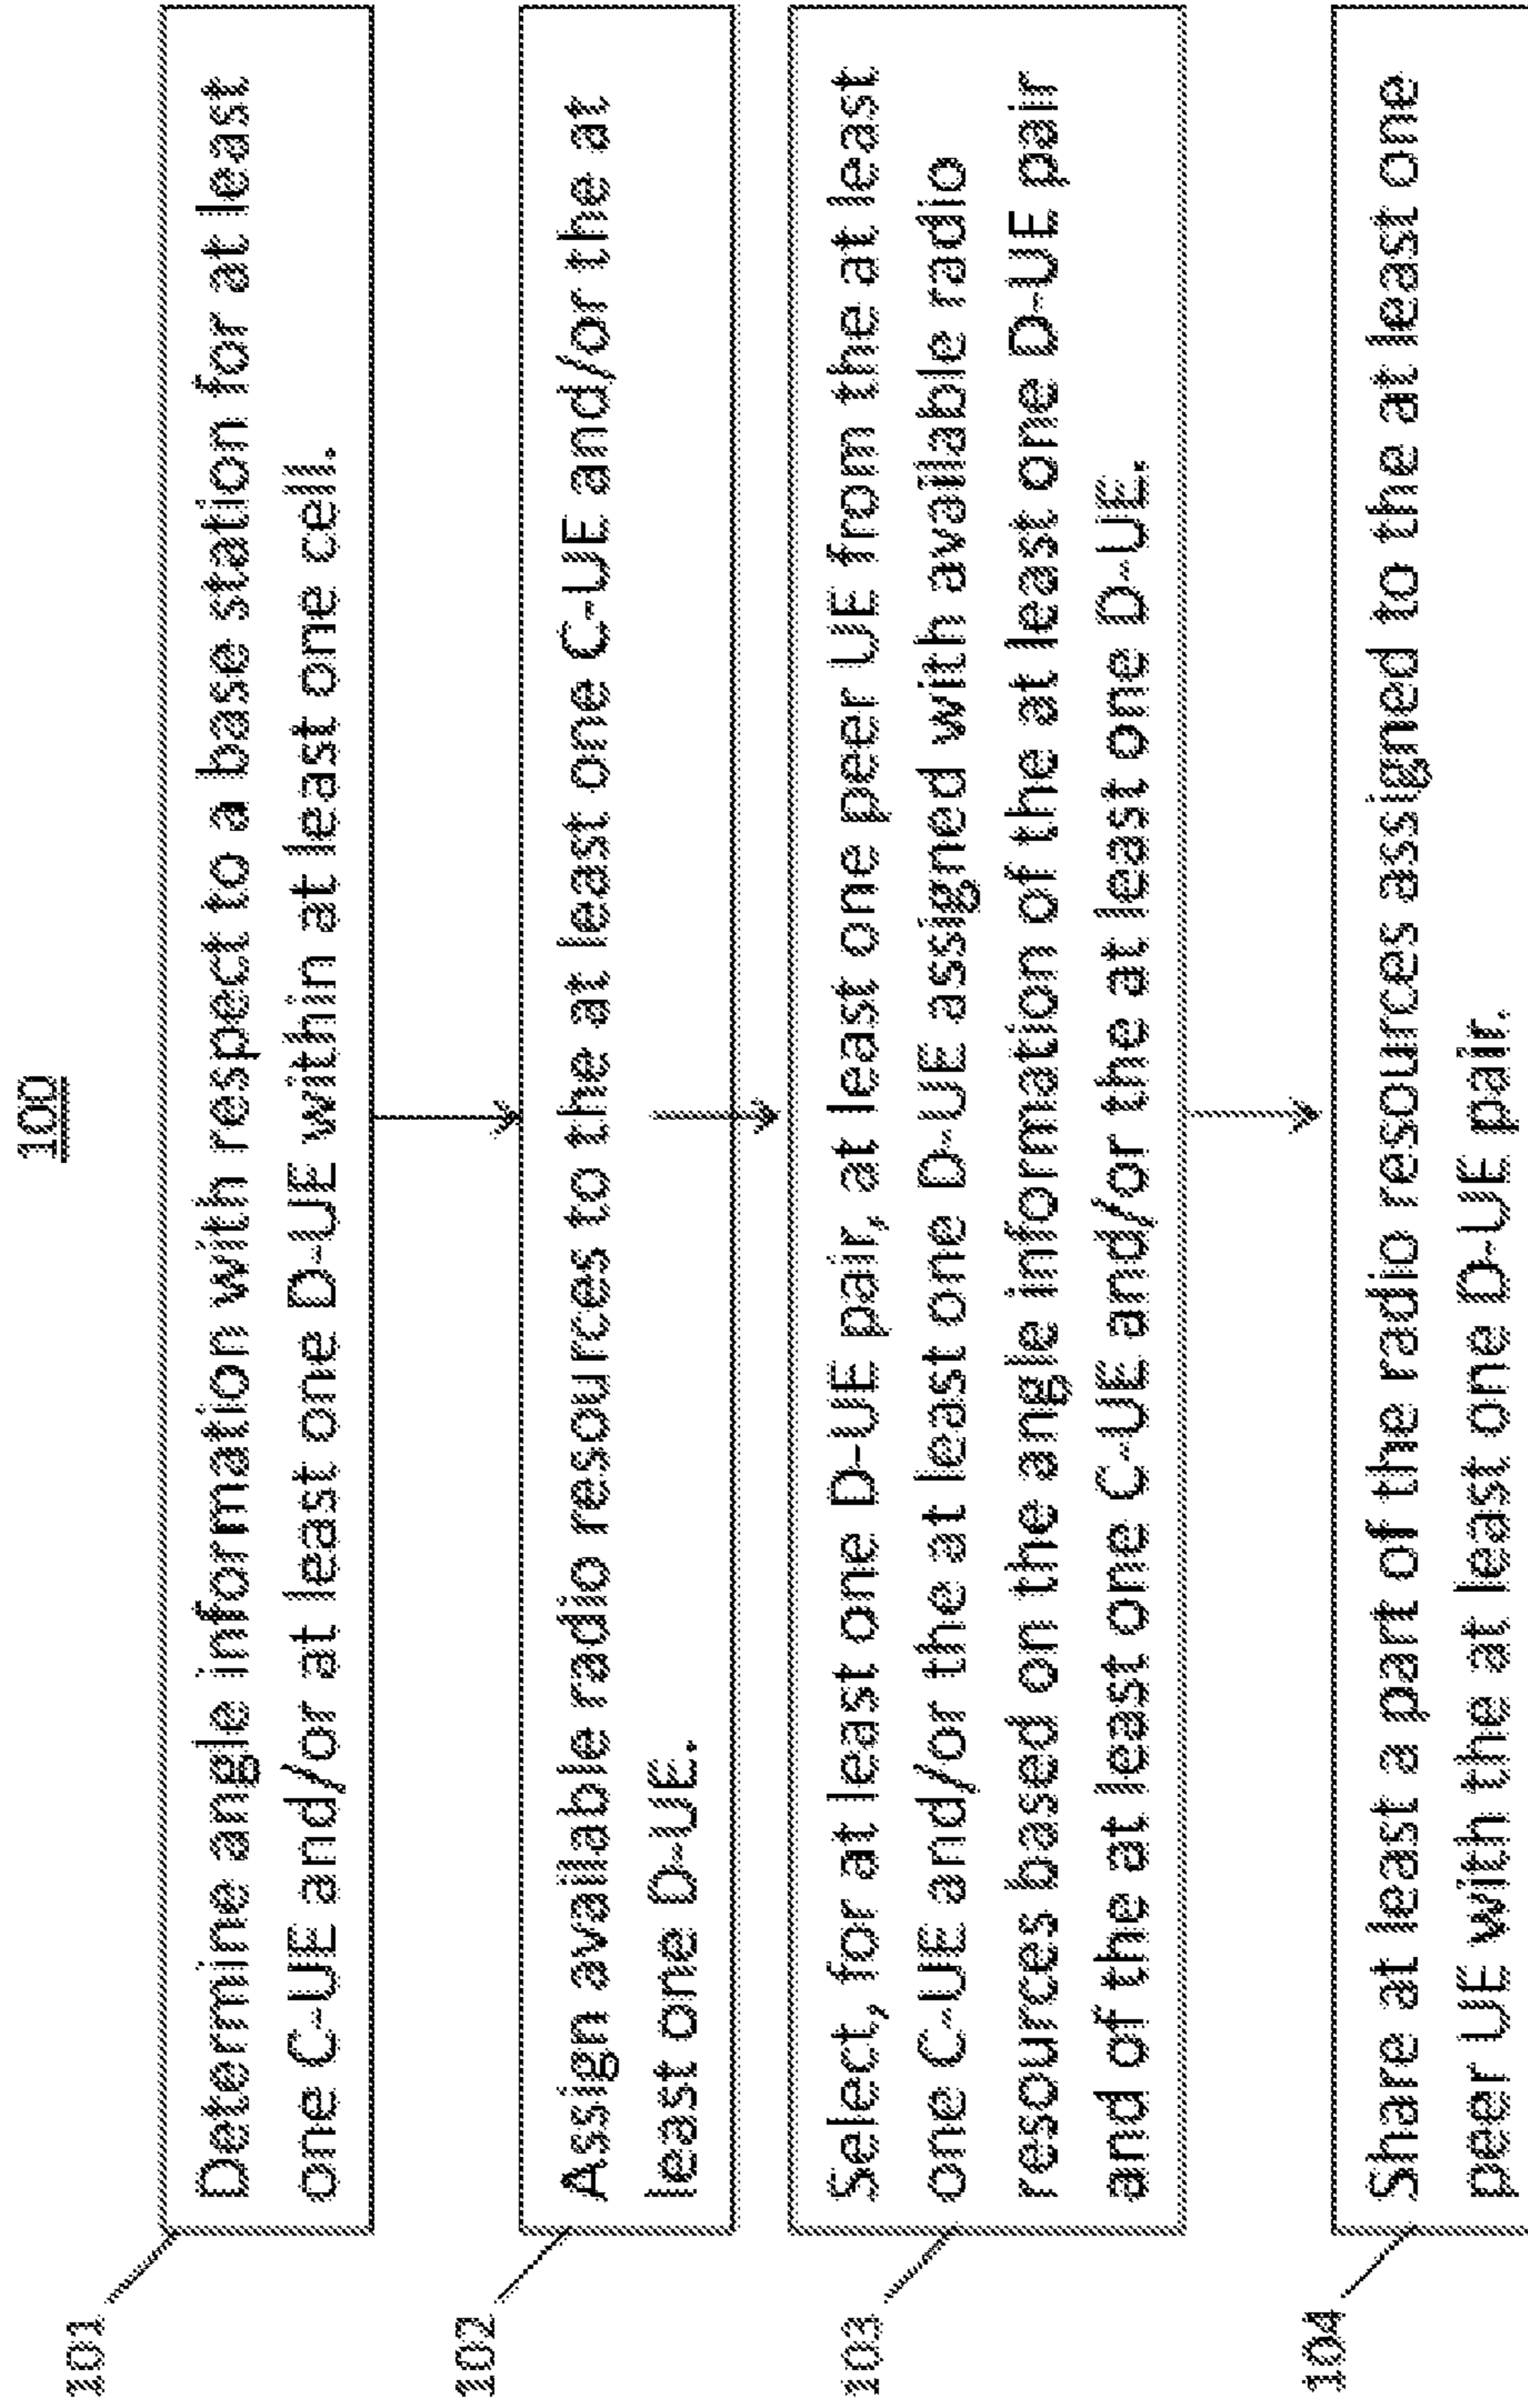 100
101
Determine angle information with respect to a base station for at least
one C-UE and/or at least one D-UE within at least one cell.
102
Assign available radio resources to the at least one C-UE and/or the at
least one D-UE.
103
Select, for at least one D-UE pair, at least one peer UE from the at least
one C-UE and/or the at least one D-UE assigned with available radio
resources based on the angle information of the at least one D-UE pair
and of the at least one C-UE and/or the at least one D-UE.
104
Share at least a part of the radio resources assigned to the at least one
peer UE with the at least one D-UE pair.